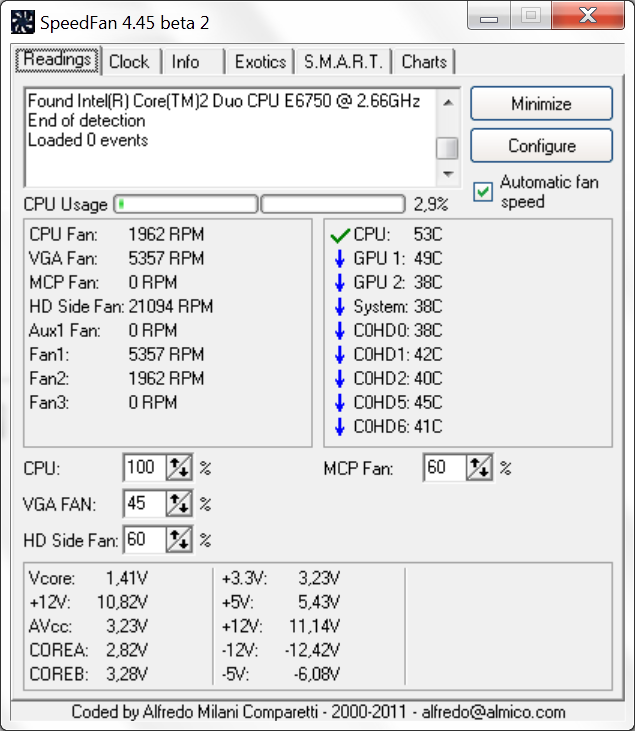 SpeedFan 4.45 beta 2
Readings Clock Info Exotics S.M.A.R.T. Charts
Found Intel(R) Core(TM)2 Duo CPU E6750 @ 2.66GHz
End of detection
Loaded 0 events
Minimize
Configure
Automatic fan
speed
CPU Usage 2,9%
CPU Fan: 1962 RPM
VGA Fan: 5357 RPM
MCP Fan: 0 RPM
HD Side Fan: 21094 RPM
Aux1 Fan: 0 RPM
Fan1: 5357 RPM
Fan2: 1962 RPM
Fan3: 0 RPM
CPU: 53C
GPU 1: 49C
GPU 2: 38C
System: 38C
C0HD0: 38C
C0HD1: 42C
C0HD2: 40C
C0HD5: 45C
C0HD6: 41C
CPU: 100 %
MCP Fan: 60 %
VGA FAN: 45 %
HD Side Fan: 60 %
Vcore: 1,41V
+12V: 10,82V
AVcc: 3,23V
COREA: 2,82V
COREB: 3,28V
+3.3V: 3,23V
+5V: 5,43V
+12V: 11,14V
-12V: -12,42V
-5V: -6,08V
Coded by Alfredo Milani Comparetti - 2000-2011 - alfredo@almico.com